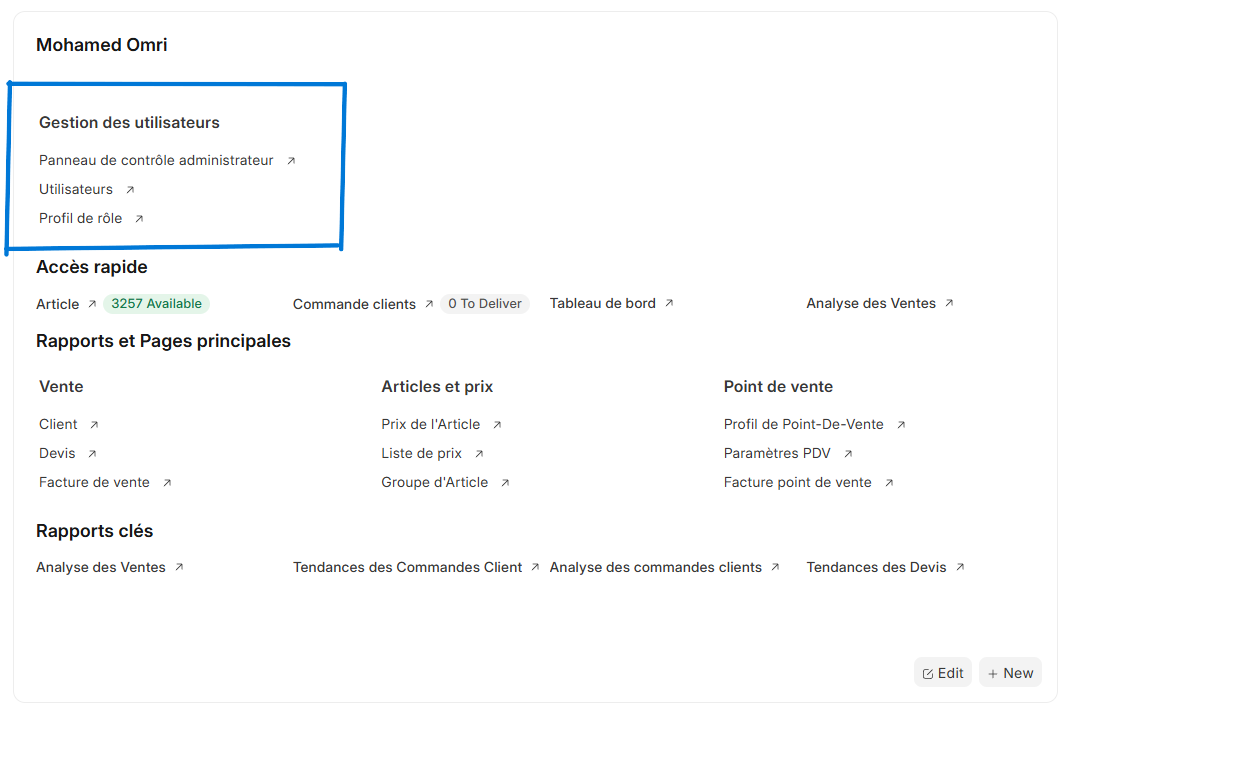 Mohamed Omri
Gestion des utilisateurs
Panneau de contrôle administrateur
Utilisateurs
Profil de rôle
Accès rapide
Article 3257 Available Commande clients 0 To Deliver Tableau de bord Analyse des Ventes
Rapports et Pages principales
Vente
Client
Devis
Facture de vente
Articles et prix
Prix de l'Article
Liste de prix
Groupe d'Article
Point de vente
Profil de Point-De-Vente
Paramètres PDV
Facture point de vente
Rapports clés
Analyse des Ventes Tendances des Commandes Client Analyse des commandes clients Tendances des Devis
Edit + New